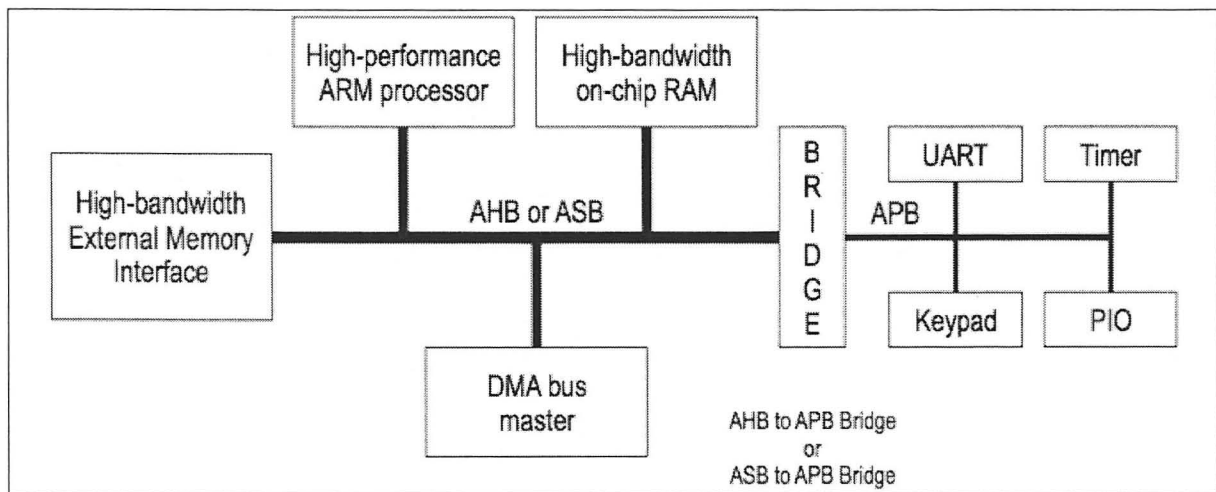 High-performance
ARM processor
High-bandwidth
on-chip RAM
High-bandwidth
External Memory
Interface
AHB or ASB
B
R
I
D
G
E
APB
UART
Timer
Keypad
PIO
DMA bus
master
AHB to APB Bridge
or
ASB to APB Bridge